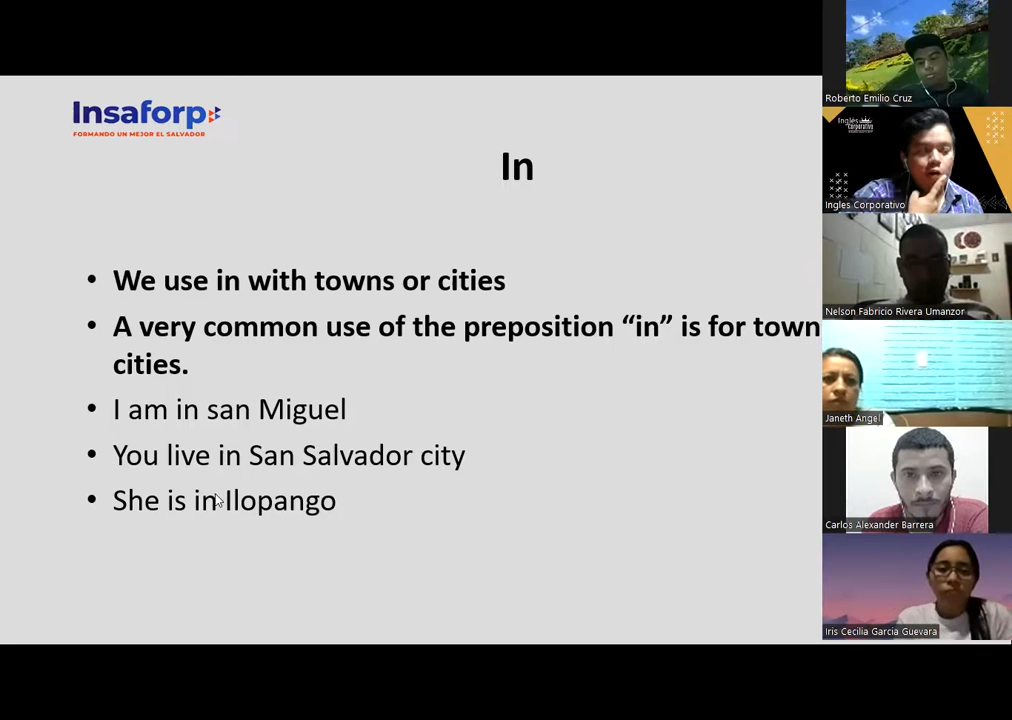 Insaforp
FORMANDO UN MEJOR EL SALVADOR
In
• We use in with towns or cities
• A very common use of the preposition “in” is for town
cities.
• I am in san Miguel
• You live in San Salvador city
• She is in Ilopango
Roberto Emilio Cruz
Inglés
Corporativo
Ingles Corporativo
Nelson Fabricio Rivera Umanzor
Janeth Angel
Carlos Alexander Barrera
Iris Cecilia Garcia Guevara